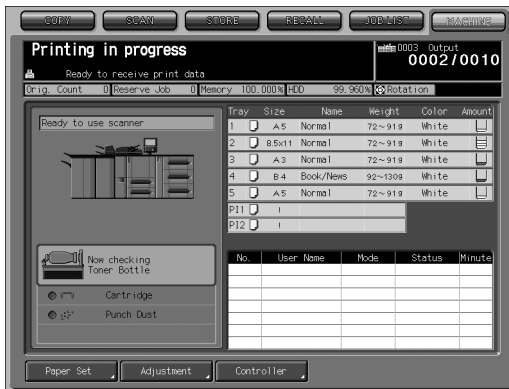 COPY SCAN STORE RECALL JOB LIST MACHINE
Printing in progress
0003 Output
0002/0010
Ready to receive print data
Orig. Count 0 Reserve Job 0 Memory 100.000% HDD 99.960% Rotation
Ready to use scanner
Tray Size Name Weight Color Amount
1 A5 Normal 72~91g White
2 8.5x11 Normal 72~91g White
3 A3 Normal 72~91g White
4 B4 Book/News 92~130g White
5 A5 Normal 72~91g White
PI1 !
PI2 !
Now checking
Toner Bottle
Cartridge
Punch Dust
No. User Name Mode Status Minute
Paper Set Adjustment Controller